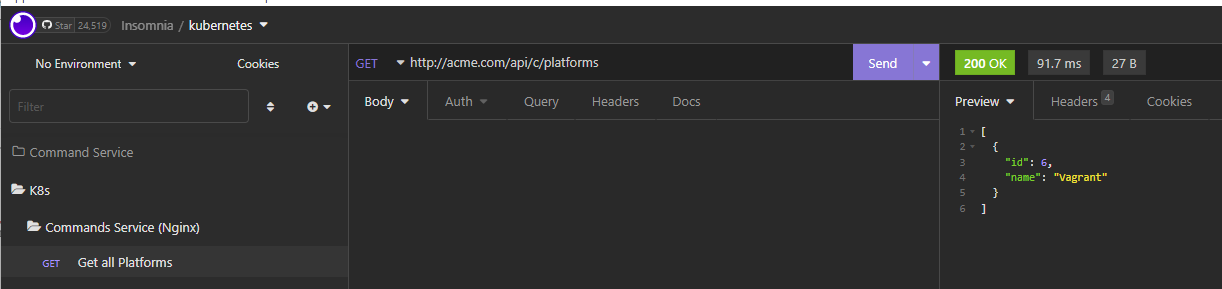 Star 24,519 Insomnia / kubernetes
No Environment Cookies GET http://acme.com/api/c/platforms Send 200 OK 91.7 ms 27 B
Filter Body Auth Query Headers Docs Preview Headers 4 Cookies
1 [
2 {
3 "id": 6,
4 "name": "Vagrant"
5 }
6 ]
Command Service
K8s
Commands Service (Nginx)
GET Get all Platforms